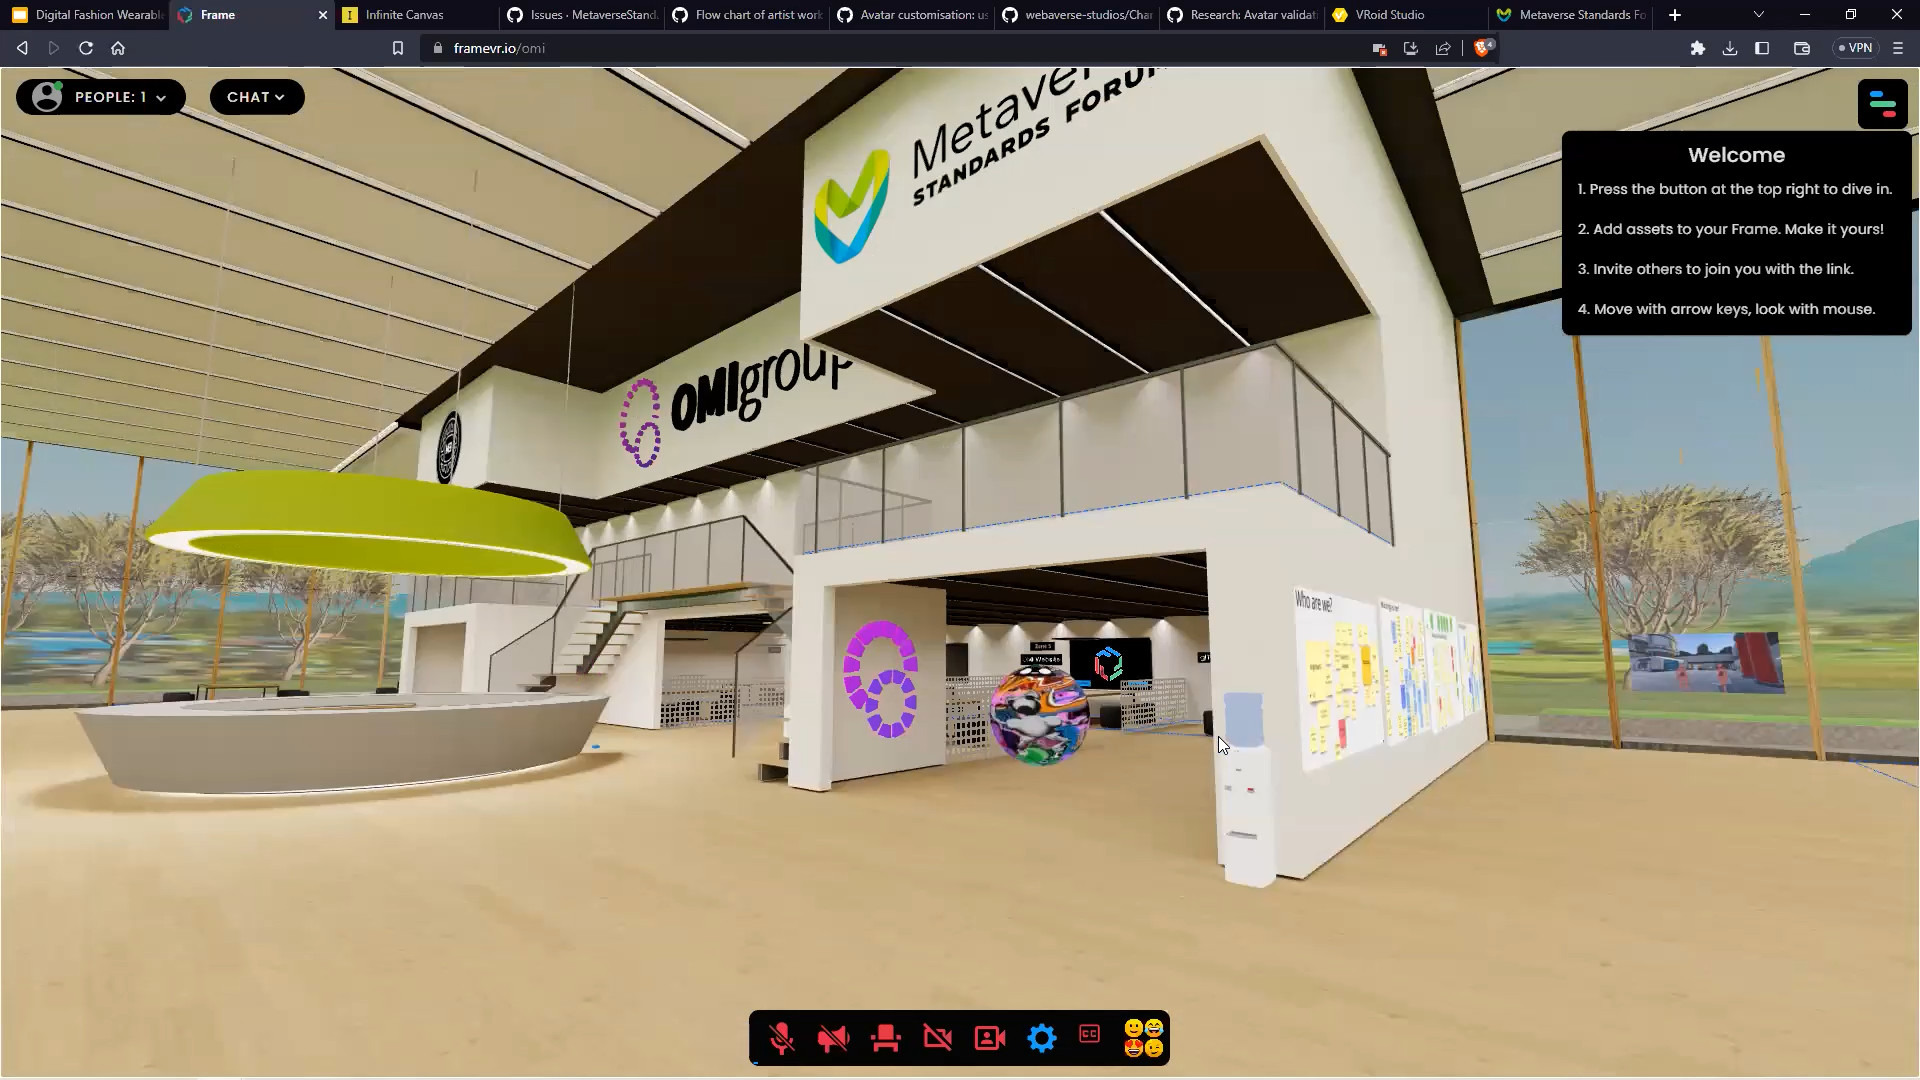 Digital Fashion Wearabl
Frame
Infinite Canvas
Issues · MetaverseStand
Flow chart of artist work
Avatar customisation: us
webaverse-studios/Char
Research: Avatar validati
VRoid Studio
Metaverse Standards Fo
framevr.io/omi
4
VPN
PEOPLE: 1
CHAT
Metaver
STANDARDS FORUM
Welcome
1. Press the button at the top right to dive in.
2. Add assets to your Frame. Make it yours!
3. Invite others to join you with the link.
4. Move with arrow keys, look with mouse.
OMIgroup
Who are we?
CC